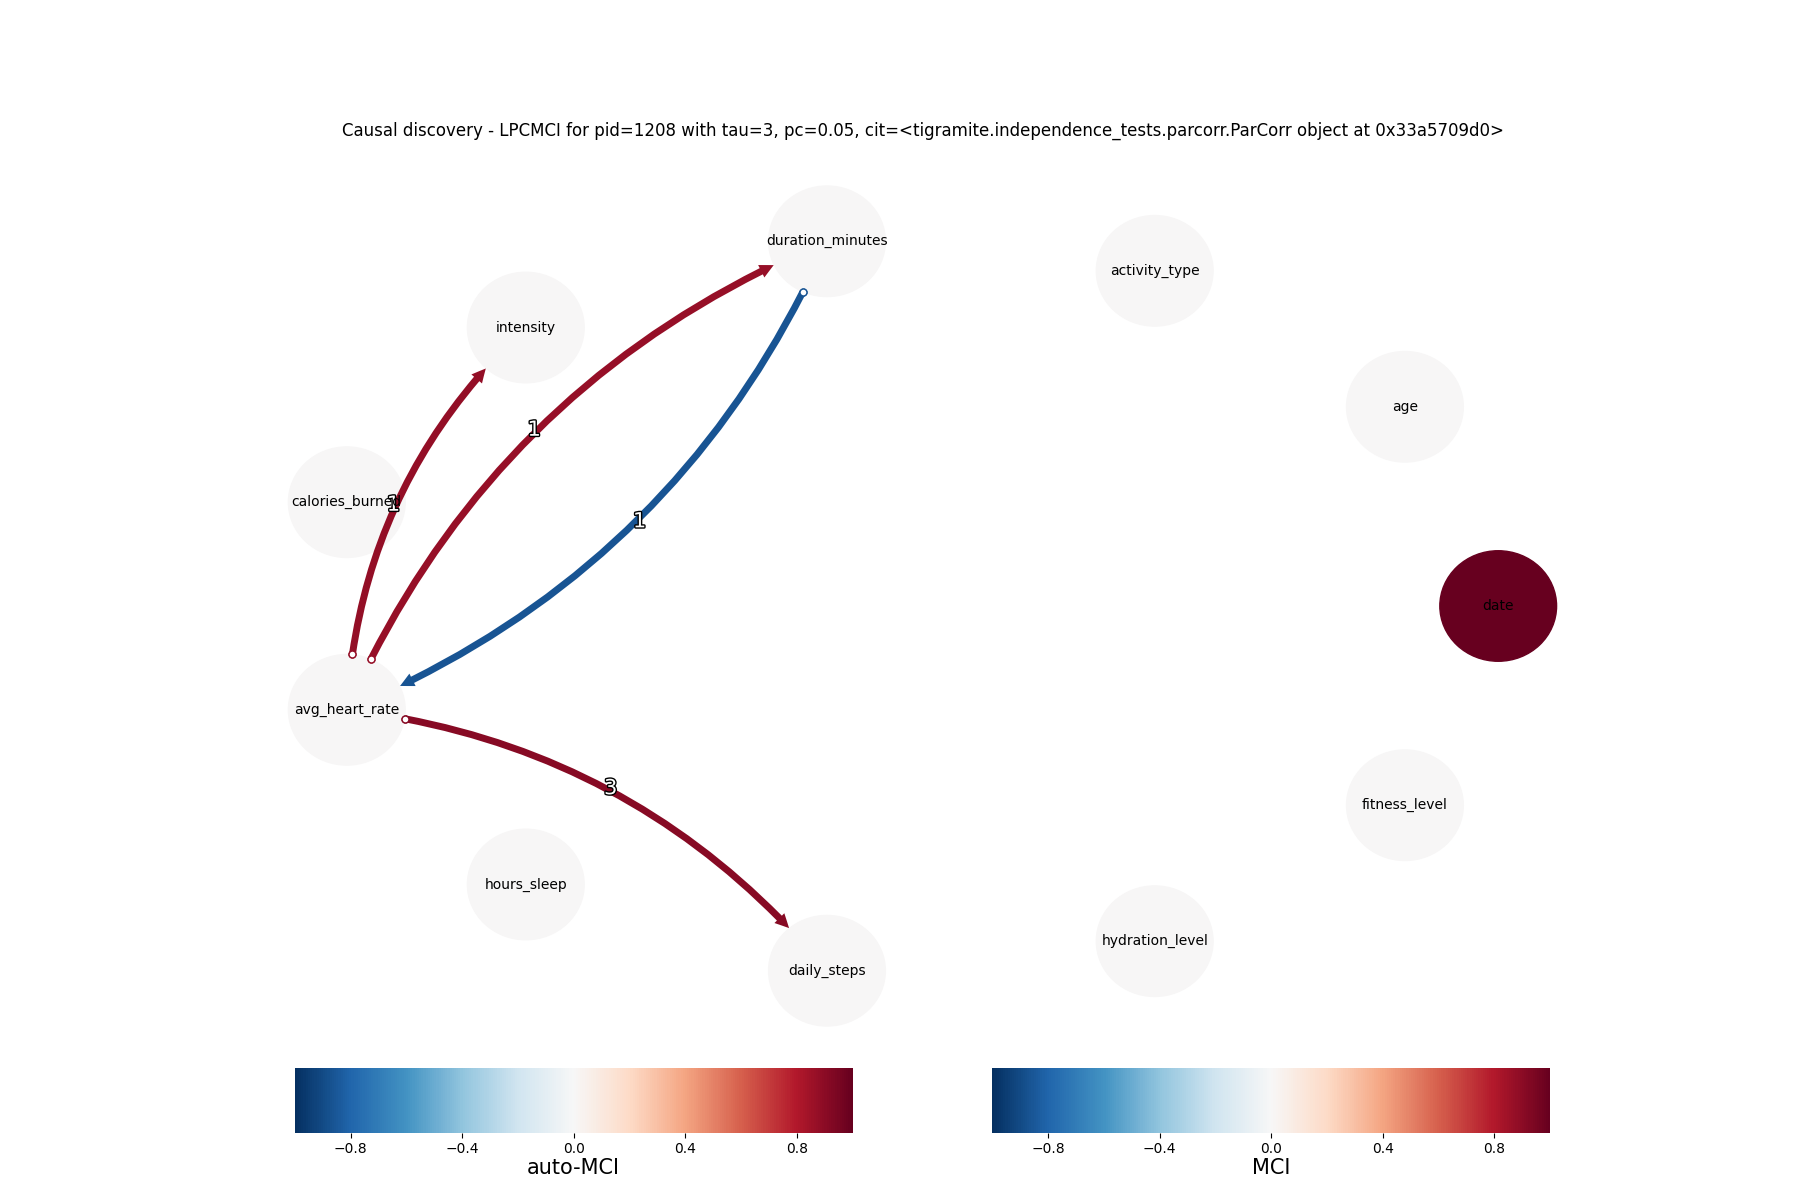 Causal discovery - LPCMCI for pid=1208 with tau=3, pc=0.05, cit=<tigramite.independence_tests.parcorr.ParCorr object at 0x33a5709d0>
duration_minutes
activity_type
intensity
age
1
calories_burned
1
1
date
avg_heart_rate
3
fitness_level
hours_sleep
hydration_level
daily_steps
−0.8 −0.4 0.0 0.4 0.8
auto-MCI
−0.8 −0.4 0.0 0.4 0.8
MCI